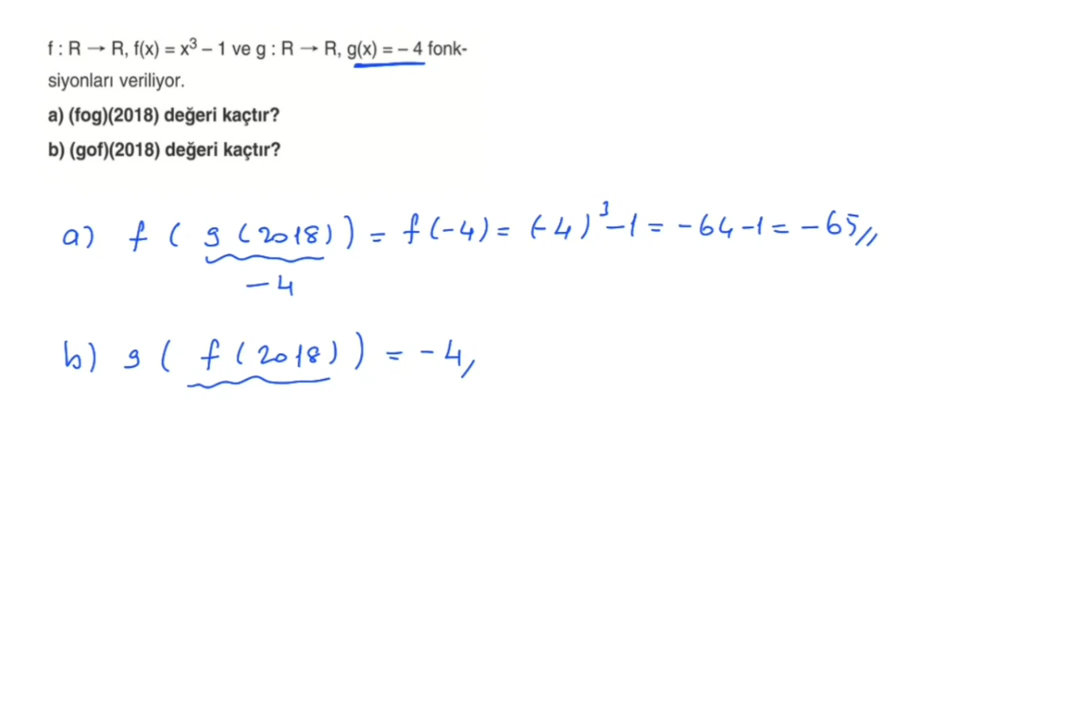 f : R → R, f(x) = x³ – 1 ve g : R → R, g(x) = – 4 fonk-
siyonları veriliyor.
a) (fog)(2018) değeri kaçtır?
b) (gof)(2018) değeri kaçtır?
a) f ( g (2018)) = f(-4) = (-4)³-1 = -64-1 = -65//
-4
b) g ( f (2018)) = -4,